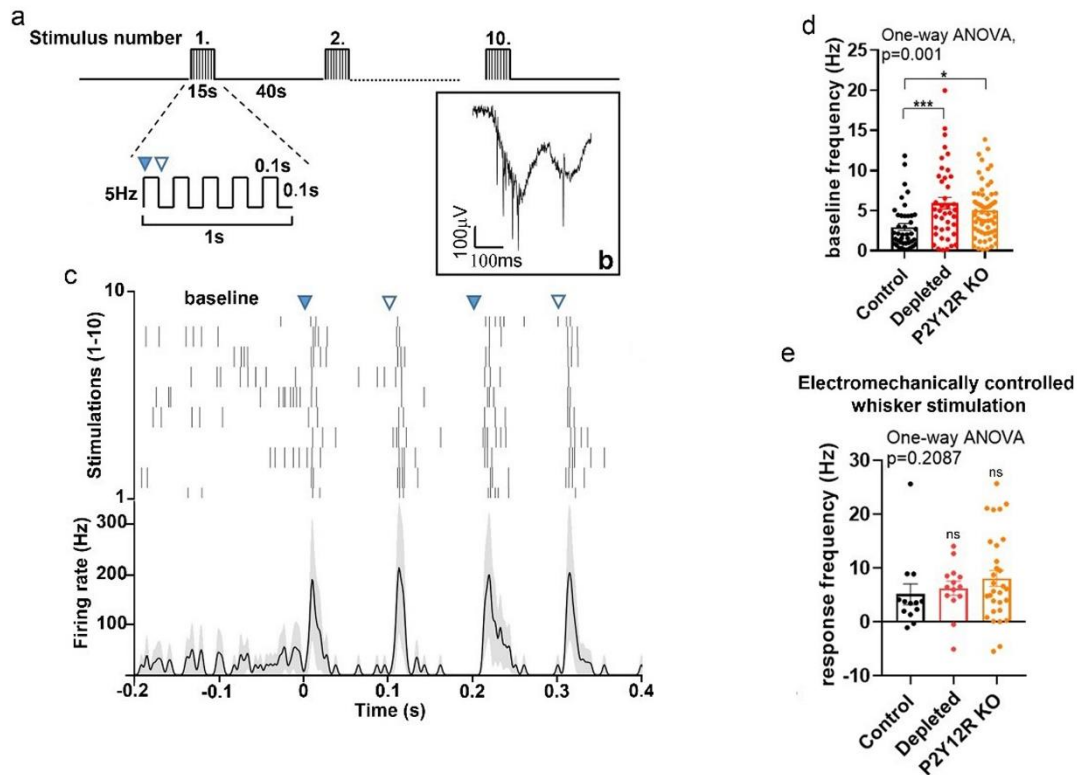 a
Stimulus number 1. 2. 10.
15s 40s
0.1s
5Hz 0.1s
1s
100μV
100ms
b
c
baseline
10
Stimulations (1-10)
1
300
100
Firing rate (Hz)
-0.2 -0.1 0 0.1 0.2 0.3 0.4
Time (s)
d
One-way ANOVA,
p=0.001
25
20
15
10
5
0
baseline frequency (Hz)
*
***
Control
Depleted
P2Y12R KO
e
Electromechanically controlled
whisker stimulation
One-way ANOVA
p=0.2087
30
20
10
0
-10
response frequency (Hz)
ns
ns
Control
Depleted
P2Y12R KO